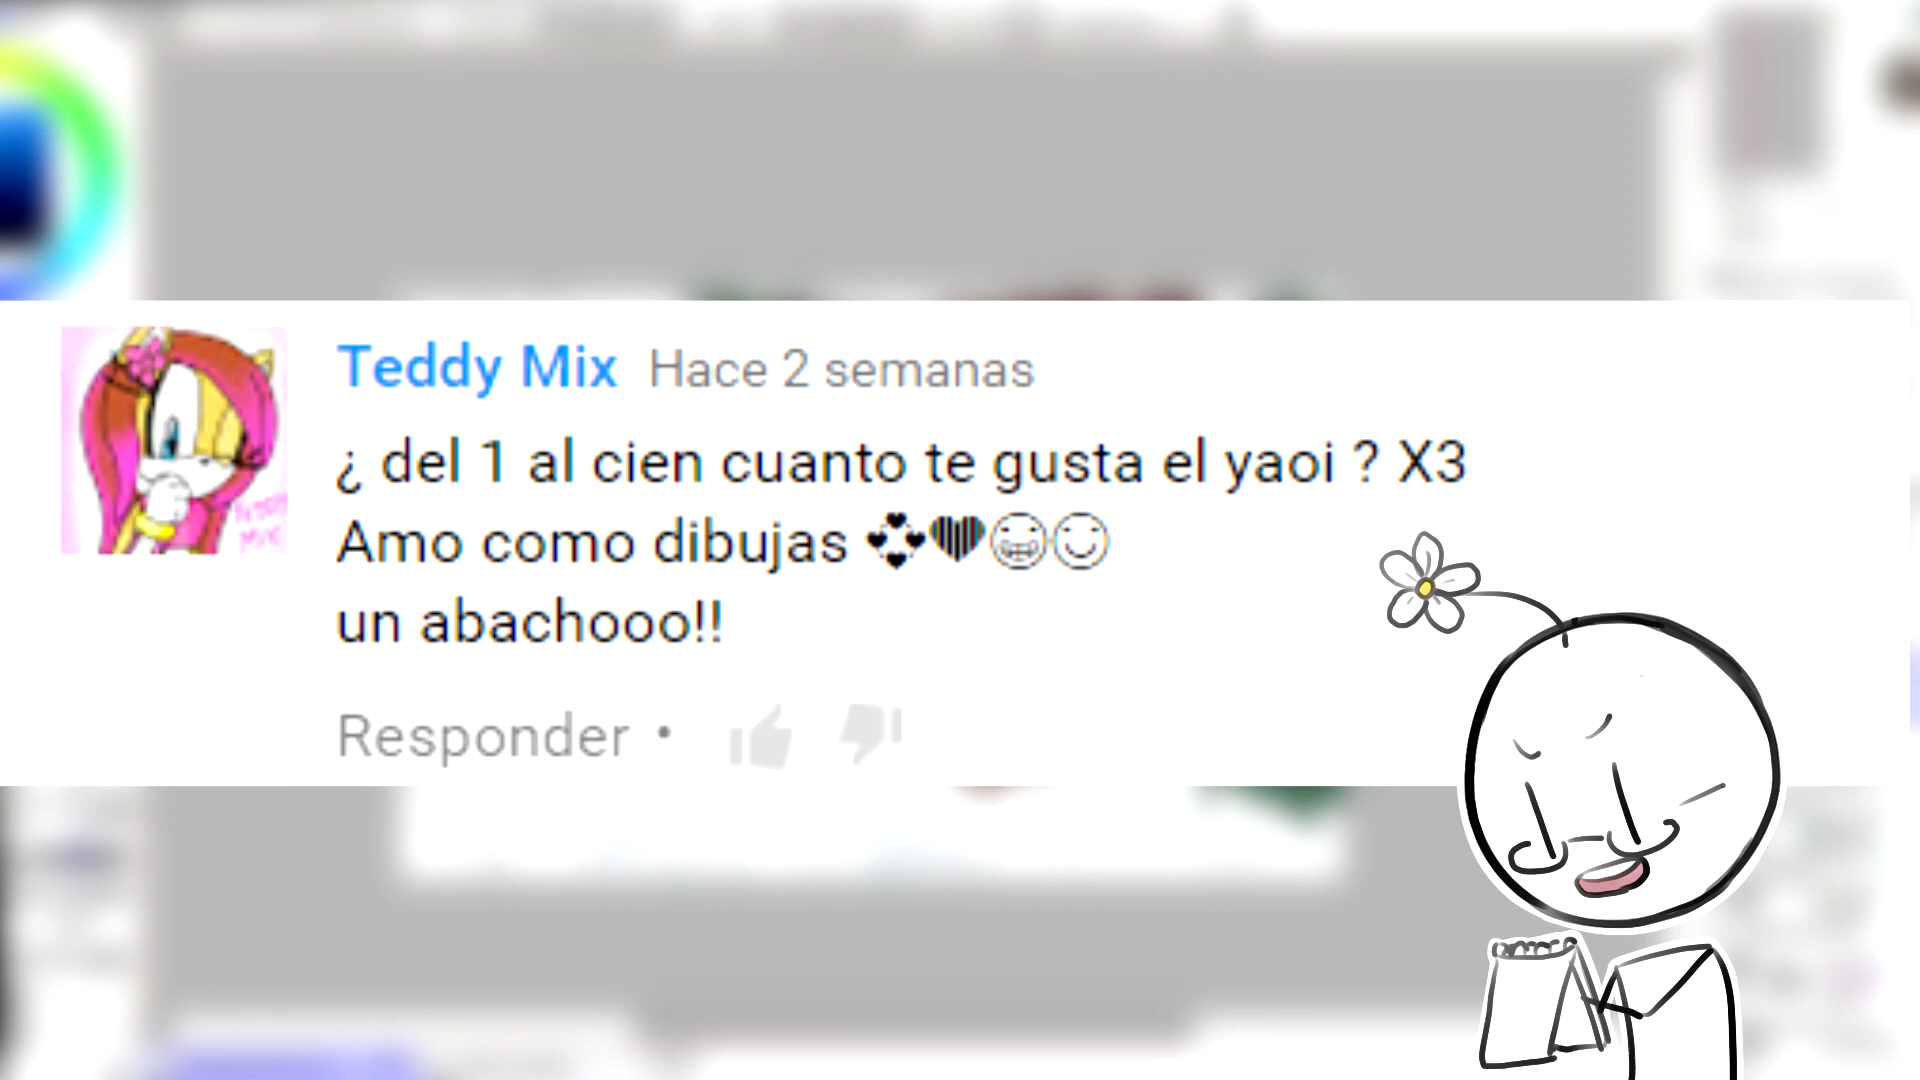 Teddy Mix Hace 2 semanas
¿ del 1 al cien cuanto te gusta el yaoi ? X3
Amo como dibujas 💞♥😁☺
un abachooo!!
Responder •